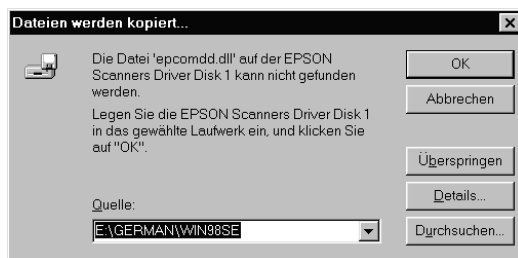 Dateien werden kopiert...
Die Datei 'epcomdd.dll' auf der EPSON
Scanners Driver Disk 1 kann nicht gefunden
werden.
Legen Sie die EPSON Scanners Driver Disk 1
in das gewählte Laufwerk ein, und klicken Sie
auf "OK".
Quelle:
E:\GERMAN\WIN98SE
OK
Abbrechen
Überspringen
Details...
Durchsuchen...